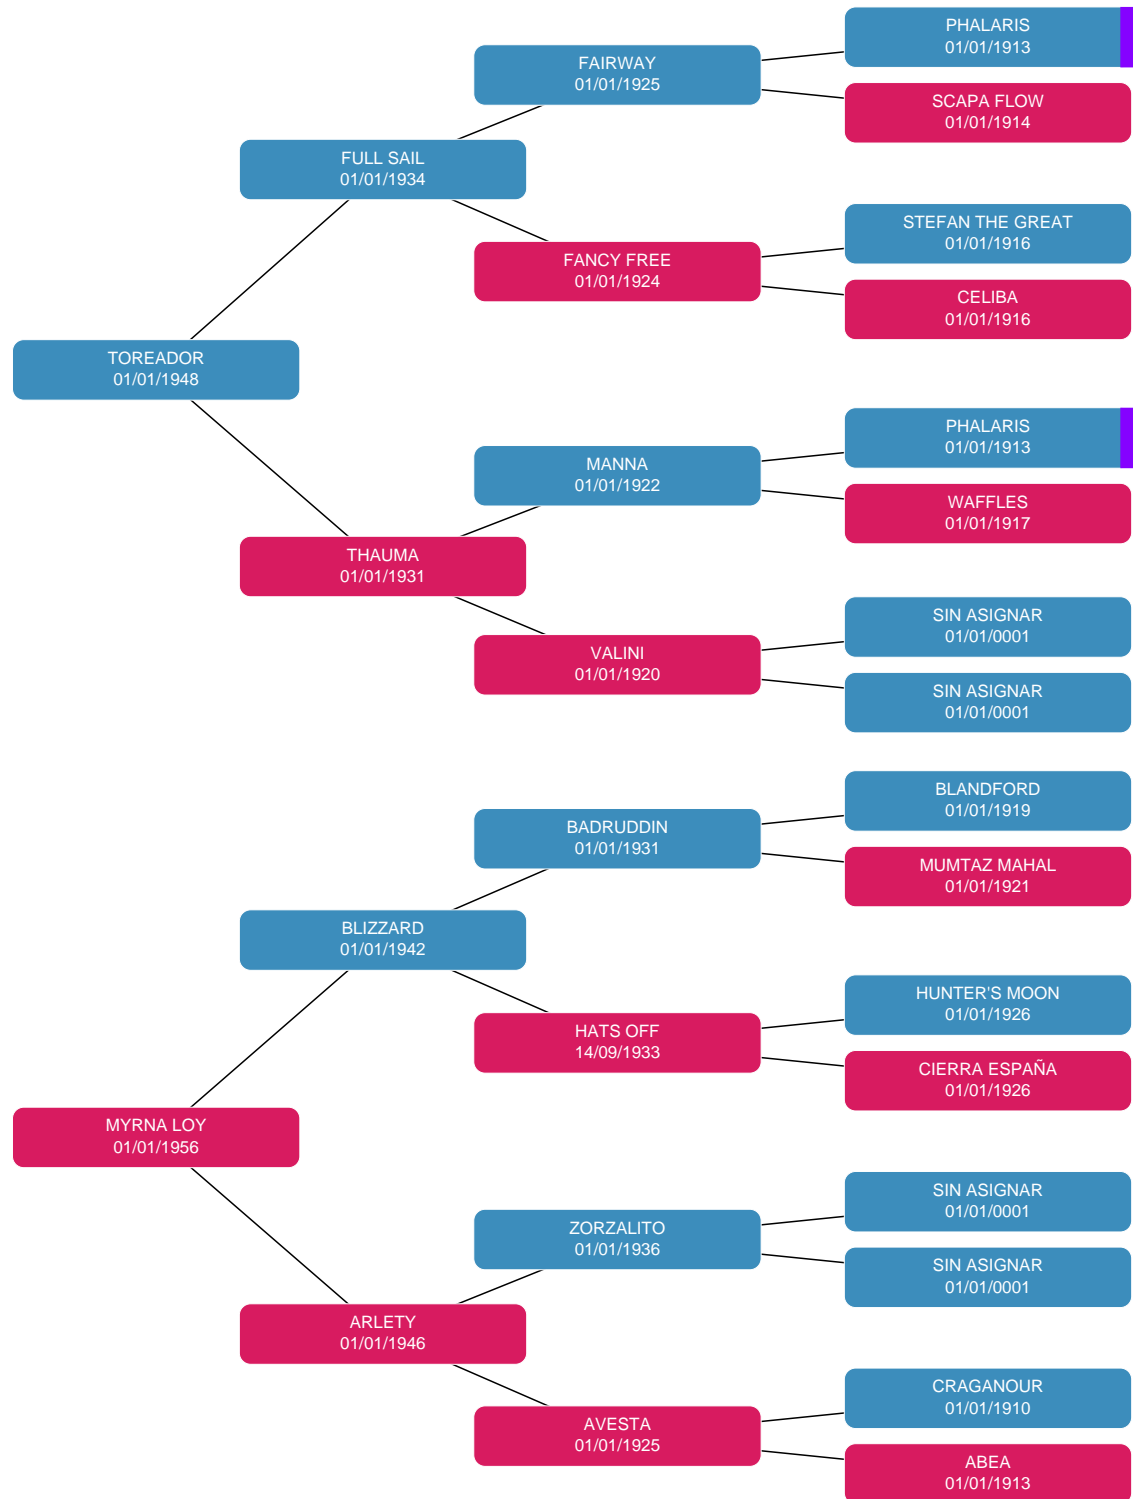 PHALARIS
01/01/1913
FAIRWAY
01/01/1925
SCAPA FLOW
01/01/1914
FULL SAIL
01/01/1934
STEFAN THE GREAT
01/01/1916
FANCY FREE
01/01/1924
CELIBA
01/01/1916
TOREADOR
01/01/1948
PHALARIS
01/01/1913
MANNA
01/01/1922
WAFFLES
01/01/1917
THAUMA
01/01/1931
SIN ASIGNAR
01/01/0001
VALINI
01/01/1920
SIN ASIGNAR
01/01/0001
BLANDFORD
01/01/1919
BADRUDDIN
01/01/1931
MUMTAZ MAHAL
01/01/1921
BLIZZARD
01/01/1942
HUNTER'S MOON
01/01/1926
HATS OFF
14/09/1933
CIERRA ESPAÑA
01/01/1926
MYRNA LOY
01/01/1956
SIN ASIGNAR
01/01/0001
ZORZALITO
01/01/1936
SIN ASIGNAR
01/01/0001
ARLETY
01/01/1946
CRAGANOUR
01/01/1910
AVESTA
01/01/1925
ABEA
01/01/1913